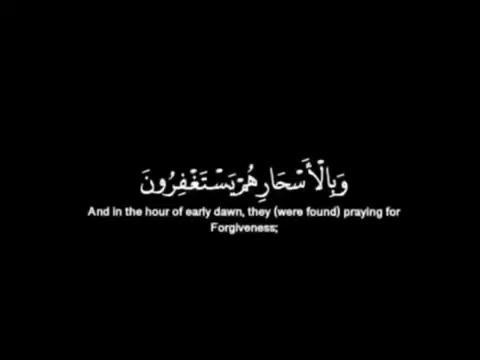 وَبِالْأَسْحَارِ هُمْ يَسْتَغْفِرُونَ
And in the hour of early dawn, they (were found) praying for
Forgiveness;